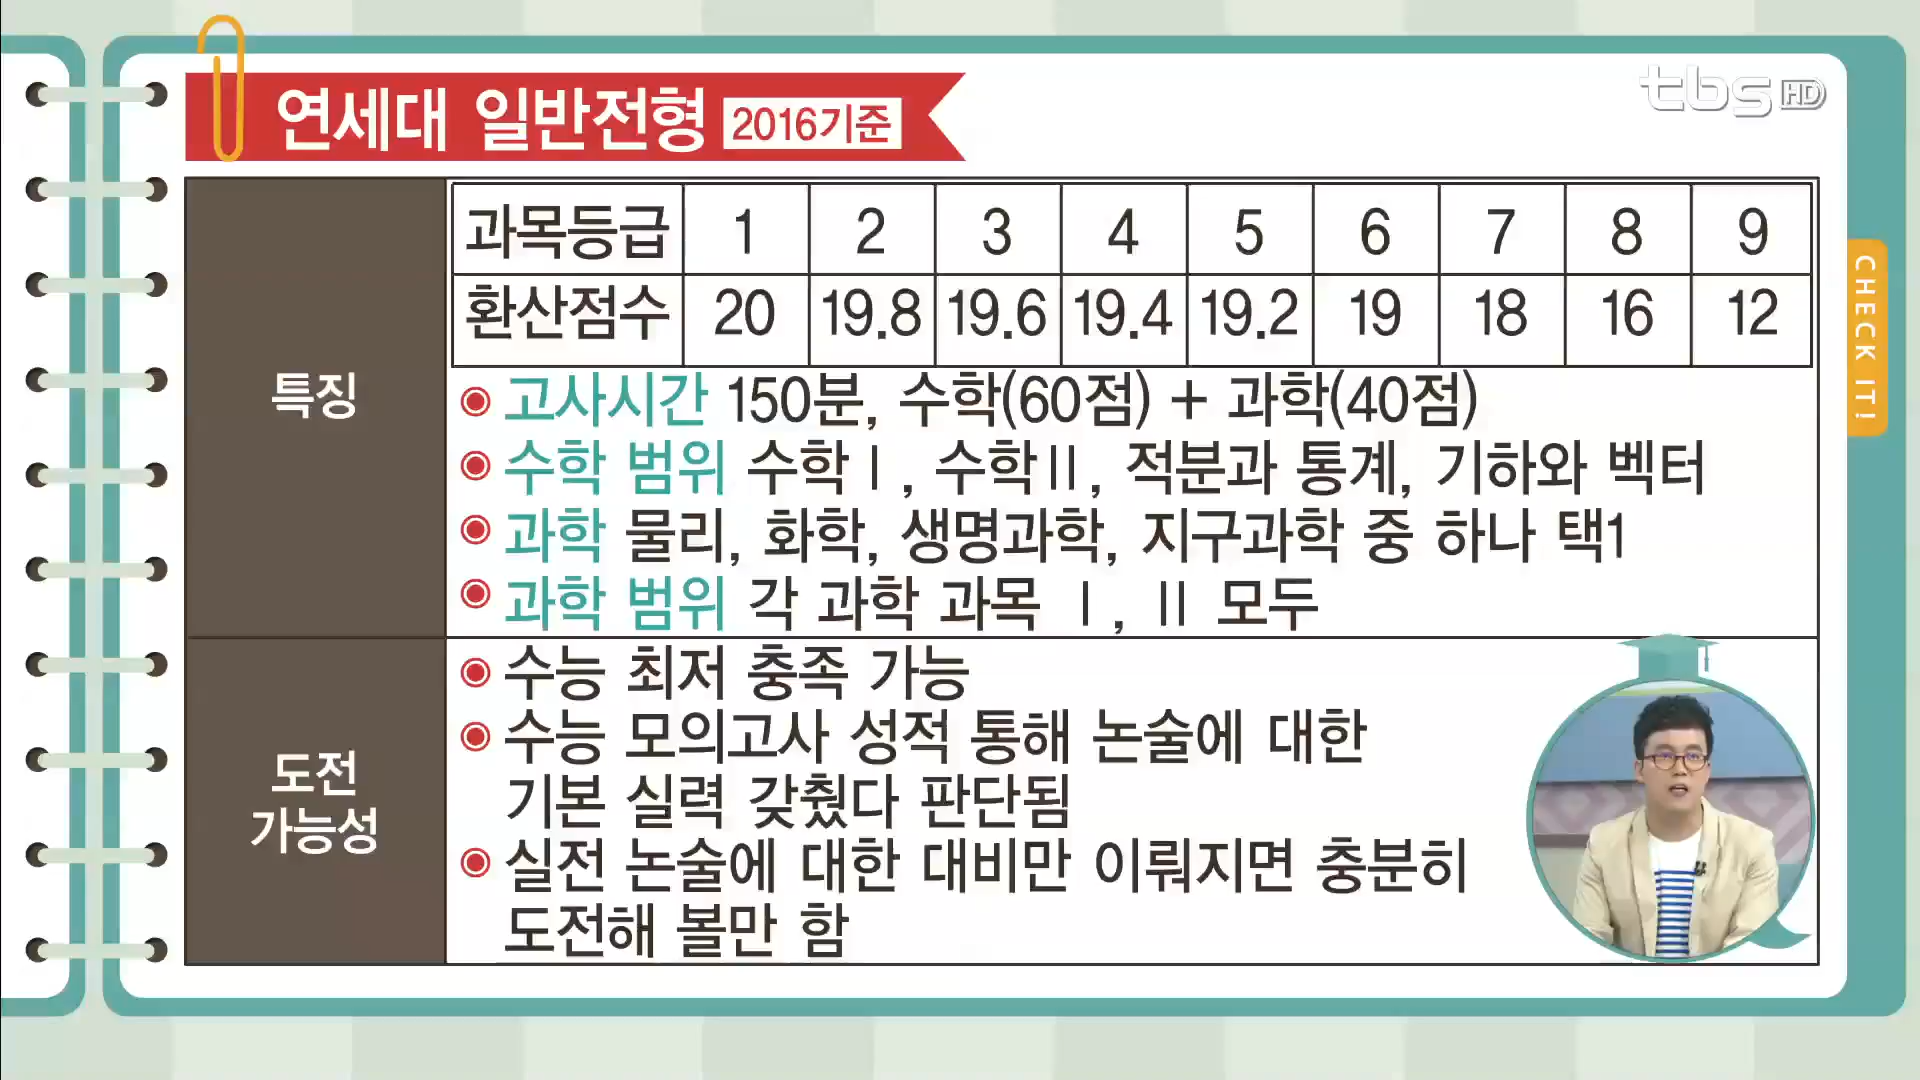 연세대 일반전형 2016기준
tbs HD
과목등급 1 2 3 4 5 6 7 8 9
환산점수 20 19.8 19.6 19.4 19.2 19 18 16 12
특징
고사시간 150분, 수학(60점) + 과학(40점)
수학 범위 수학Ⅰ, 수학Ⅱ, 적분과 통계, 기하와 벡터
과학 물리, 화학, 생명과학, 지구과학 중 하나 택1
과학 범위 각 과학 과목 Ⅰ, Ⅱ 모두
도전
가능성
수능 최저 충족 가능
수능 모의고사 성적 통해 논술에 대한
기본 실력 갖췄다 판단됨
실전 논술에 대한 대비만 이뤄지면 충분히
도전해 볼만 함
CHECK IT!